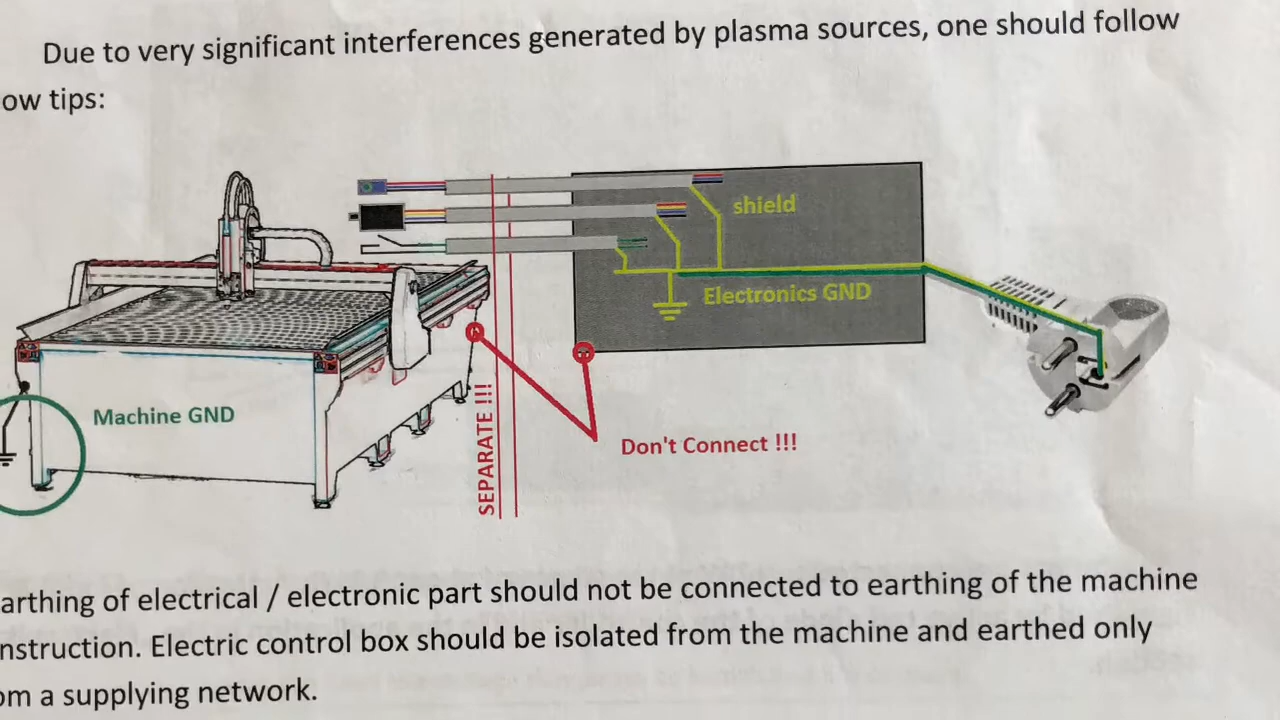 Due to very significant interferences generated by plasma sources, one should follow
ow tips:
shield
Electronics GND
Machine GND
SEPARATE !!!
Don't Connect !!!
arthing of electrical / electronic part should not be connected to earthing of the machine
nstruction. Electric control box should be isolated from the machine and earthed only
om a supplying network.